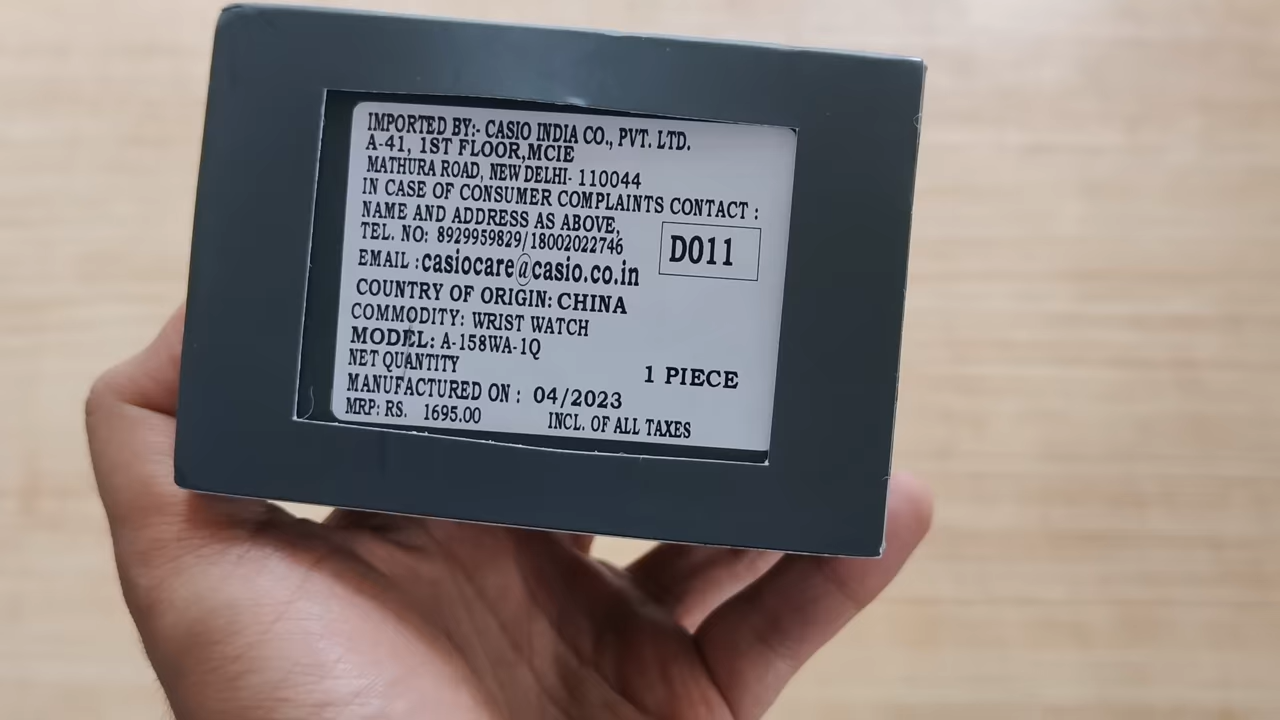 IMPORTED BY:- CASIO INDIA CO., PVT. LTD.
A-41, 1ST FLOOR,MCIE
MATHURA ROAD, NEW DELHI- 110044
IN CASE OF CONSUMER COMPLAINTS CONTACT :
NAME AND ADDRESS AS ABOVE,
TEL. NO: 8929959829/18002022746
D011
EMAIL :casiocare@casio.co.in
COUNTRY OF ORIGIN: CHINA
COMMODITY: WRIST WATCH
MODEL: A-158WA-1Q
NET QUANTITY 1 PIECE
MANUFACTURED ON : 04/2023
MRP: RS. 1695.00 INCL. OF ALL TAXES